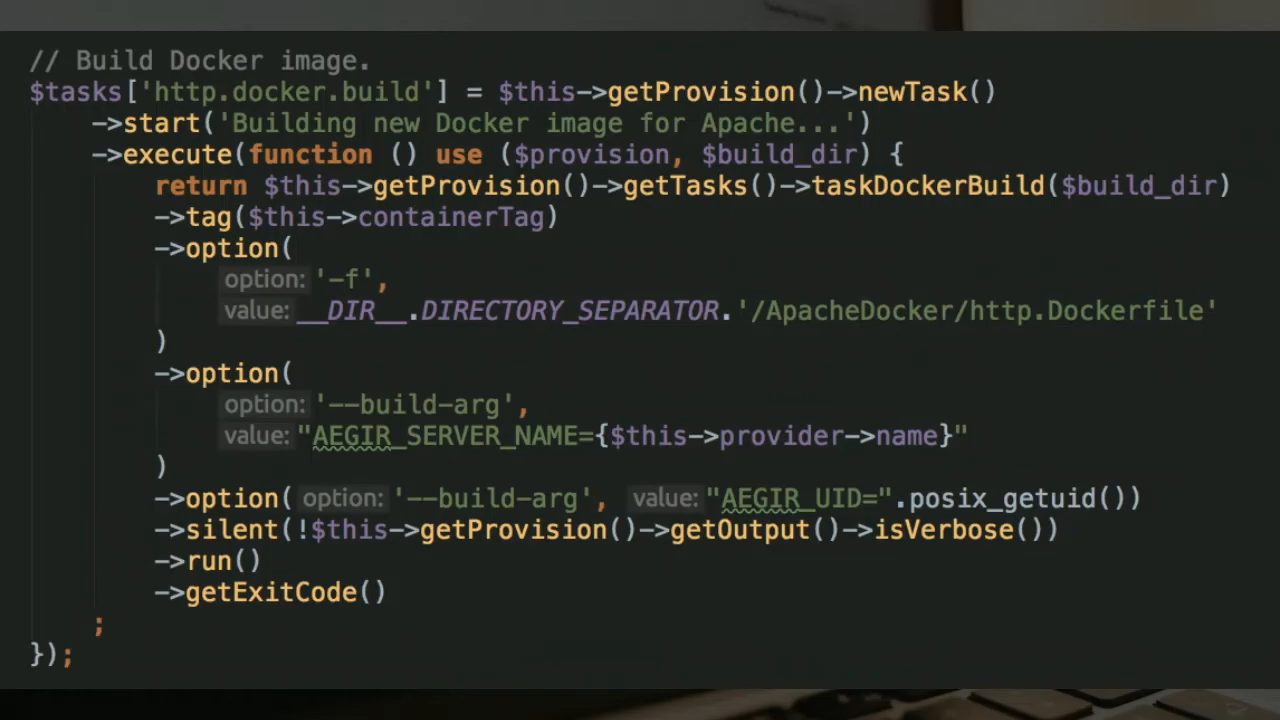 // Build Docker image.
$tasks['http.docker.build'] = $this->getProvision()->newTask()
->start('Building new Docker image for Apache...')
->execute(function () use ($provision, $build_dir) {
return $this->getProvision()->getTasks()->taskDockerBuild($build_dir)
->tag($this->containerTag)
->option(
option: '-f',
value: __DIR__.DIRECTORY_SEPARATOR.'/ApacheDocker/http.Dockerfile'
)
->option(
option: '--build-arg',
value: "AEGIR_SERVER_NAME={$this->provider->name}"
)
->option( option: '--build-arg', value: "AEGIR_UID=".posix_getuid())
->silent(!$this->getProvision()->getOutput()->isVerbose())
->run()
->getExitCode()
;
});